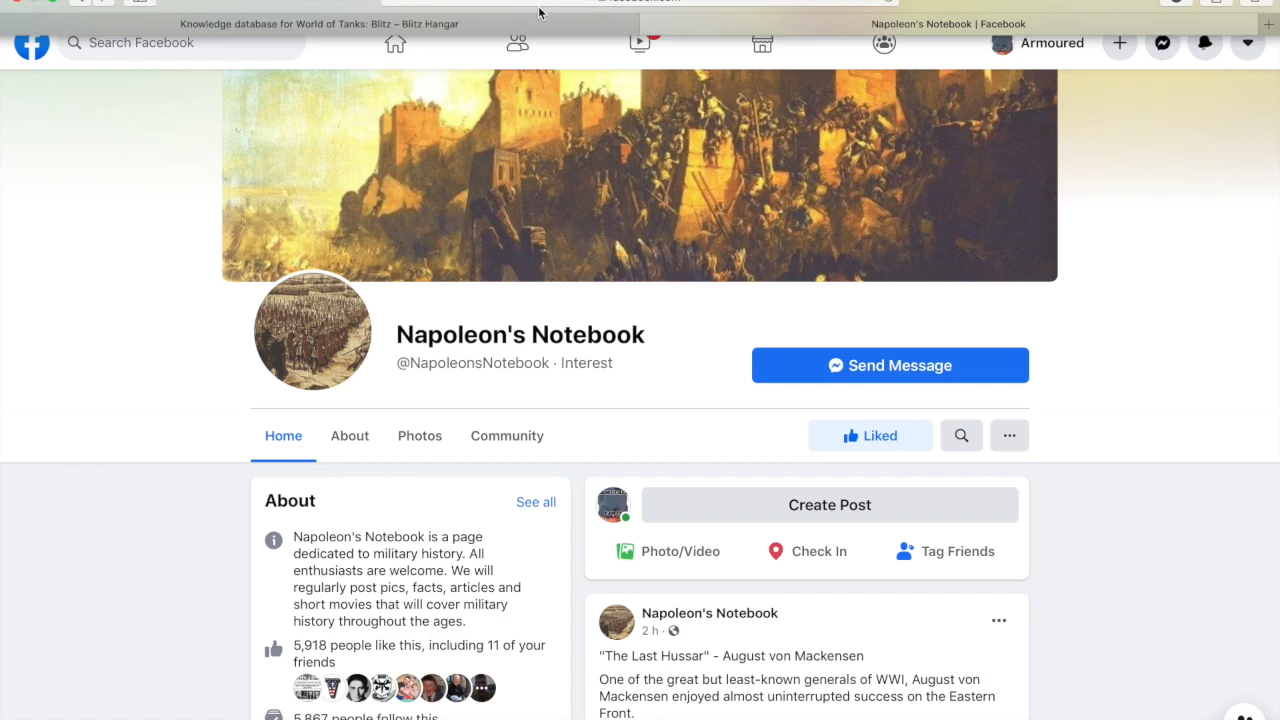 Knowledge database for World of Tanks: Blitz – Blitz Hangar
Napoleon's Notebook | Facebook
Search Facebook
Armoured
Napoleon's Notebook
@NapoleonsNotebook · Interest
Send Message
Home
About
Photos
Community
Liked
About
See all
Napoleon's Notebook is a page
dedicated to military history. All
enthusiasts are welcome. We will
regularly post pics, facts, articles and
short movies that will cover military
history throughout the ages.
5,918 people like this, including 11 of your
friends
5,867 people follow this
Create Post
Photo/Video
Check In
Tag Friends
Napoleon's Notebook
2 h ·
"The Last Hussar" - August von Mackensen
One of the great but least-known generals of WWI, August von
Mackensen enjoyed almost uninterrupted success on the Eastern
Front.